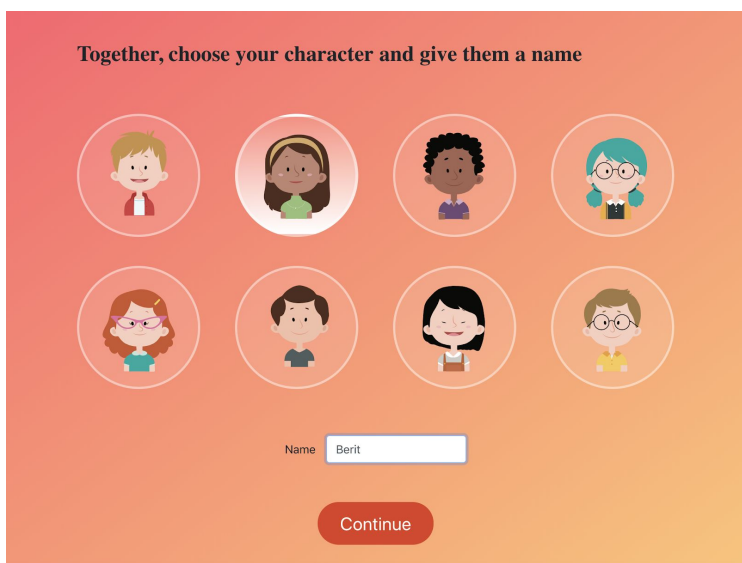 Together, choose your character and give them a name
Name Berit
Continue